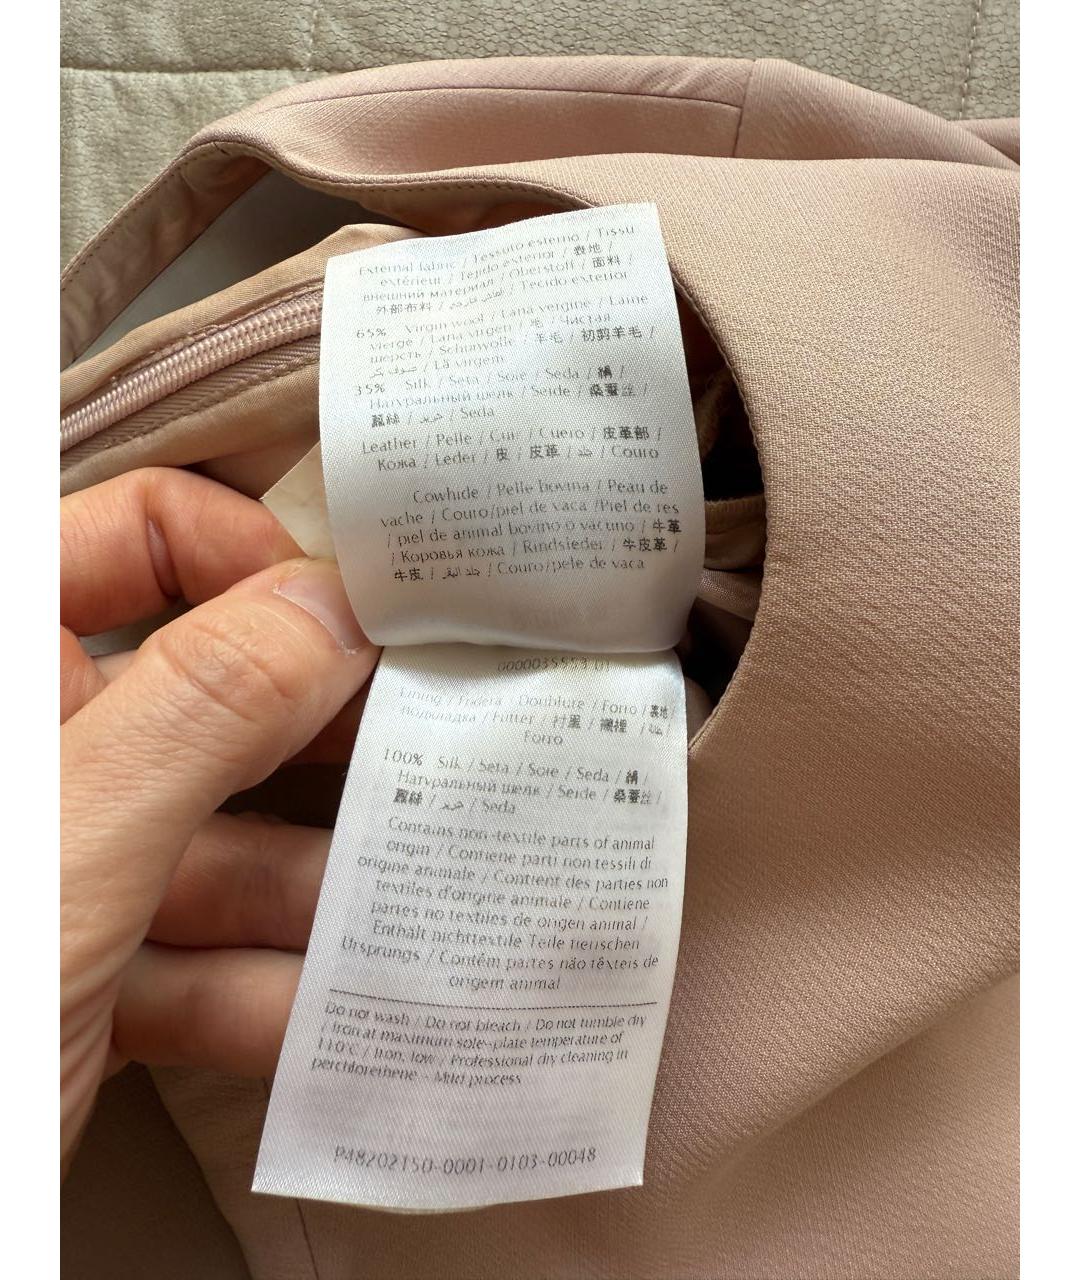 External fabric / Tessuto esterno / Tissu
extérieur / Tejido exterior / 表地 /
внешний материал / Oberstoff / 面料 /
外部布料 / / Tecido exterior
65% Virgin wool / Lana vergine / Laine
vierge / Lana virgen / 毛 / Чистая
шерсть / Schurwolle / 羊毛 / 初剪羊毛 /
صوف بكر / Lã virgem
35% Silk / Seta / Soie / Seda / 絹 /
Натуральный шелк / Seide / 桑蚕丝 /
蠶絲 / حرير / Seda
Leather / Pelle / Cuir / Cuero / 皮革部 /
Кожа / Leder / 皮 / 皮革 / جلد / Couro
Cowhide / Pelle bovina / Peau de
vache / Couro/piel de vaca /Piel de res
/ piel de animal bovino o vacuno / 牛革
/ Коровья кожа / Rindsleder / 牛皮革 /
牛皮 / جلد البقر / Couro/pele de vaca
0000035553 01
Lining / Fodera / Doublure / Forro / 裏地 /
подкладка / Futter / 衬里 / 襯裡 / /
Forro
100% Silk / Seta / Soie / Seda / 絹 /
Натуральный шелк / Seide / 桑蚕丝 /
蠶絲 / حرير / Seda
Contains non-textile parts of animal
origin / Contiene parti non tessili di
origine animale / Contient des parties non
textiles d'origine animale / Contiene
partes no textiles de origen animal /
Enthält nichttextile Teile tierischen
Ursprungs / Contém partes não têxteis de
origem animal
Do not wash / Do not bleach / Do not tumble dry
/ Iron at maximum sole-plate temperature of
110°C / Iron, low / Professional dry cleaning in
perchlorethene - Mild process
P48202150-0001-0103-00048